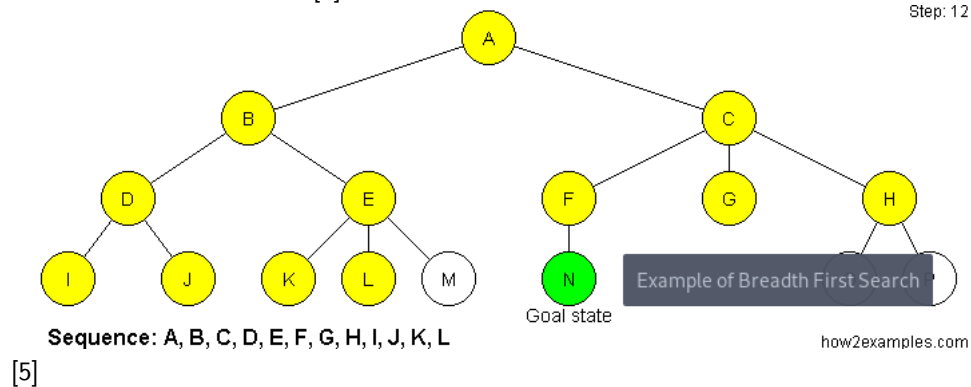 Step: 12
A
B C
D E F G H
I J K L M N
Example of Breadth First Search
Goal state
Sequence: A, B, C, D, E, F, G, H, I, J, K, L
how2examples.com
[5]